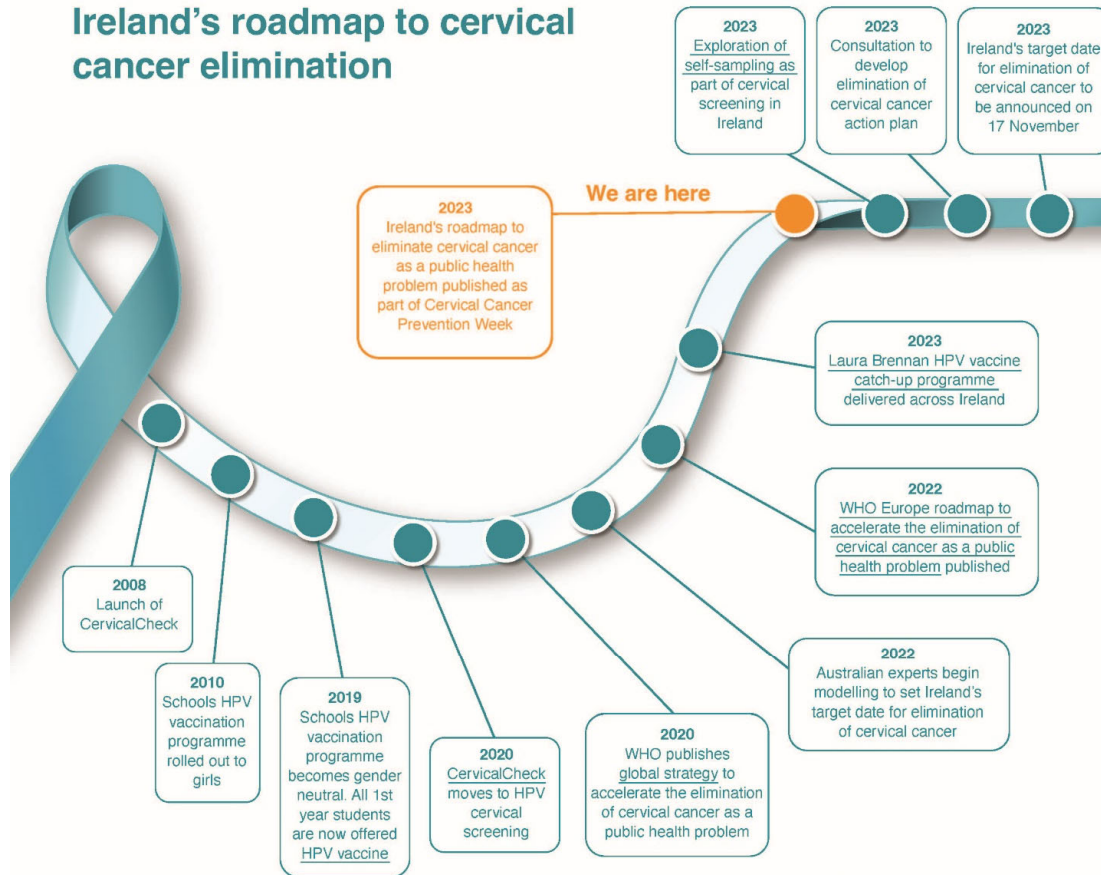 Ireland's roadmap to cervical
cancer elimination
2008
Launch of
CervicalCheck
2010
Schools HPV
vaccination
programme
rolled out to
girls
2019
Schools HPV
vaccination
programme
becomes gender
neutral. All 1st
year students
are now offered
HPV vaccine
2020
CervicalCheck
moves to HPV
cervical
screening
2020
WHO publishes
global strategy to
accelerate the elimination
of cervical cancer as a
public health problem
2022
Australian experts begin
modelling to set Ireland's
target date for elimination
of cervical cancer
2022
WHO Europe roadmap to
accelerate the elimination of
cervical cancer as a public
health problem published
2023
Laura Brennan HPV vaccine
catch-up programme
delivered across Ireland
We are here
2023
Ireland's roadmap to
eliminate cervical cancer
as a public health
problem published as
part of Cervical Cancer
Prevention Week
2023
Exploration of
self-sampling as
part of cervical
screening in
Ireland
2023
Consultation to
develop
elimination of
cervical cancer
action plan
2023
Ireland's target date
for elimination of
cervical cancer to
be announced on
17 November